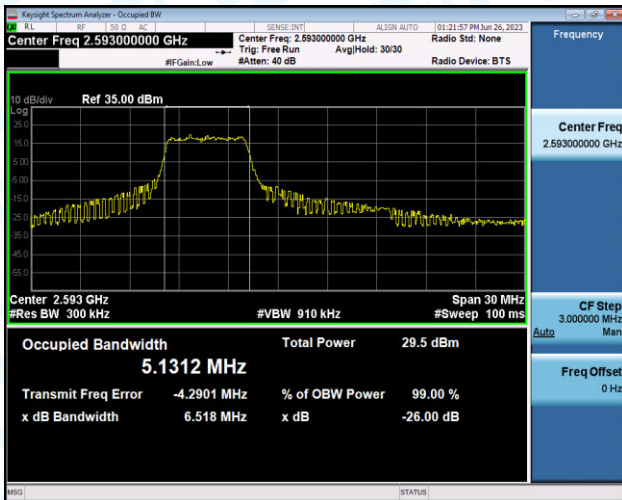 Keysight Spectrum Analyzer - Occupied BW
RL RF 50 Ω AC SENSE:INT ALIGN AUTO 01:21:57 PM Jun 26, 2023
Center Freq 2.593000000 GHz
Center Freq: 2.593000000 GHz
Radio Std: None
Trig: Free Run Avg|Hold: 30/30
#IFGain:Low
#Atten: 40 dB
Radio Device: BTS
Frequency
10 dB/div Ref 35.00 dBm
Log
25.0
15.0
5.00
-5.00
-15.0
-25.0
-35.0
-45.0
-55.0
Center 2.593 GHz
Span 30 MHz
#Res BW 300 kHz
#VBW 910 kHz
#Sweep 100 ms
Center Freq
2.593000000 GHz
CF Step
3.000000 MHz
Auto Man
Freq Offset
0 Hz
Occupied Bandwidth
5.1312 MHz
Total Power 29.5 dBm
Transmit Freq Error -4.2901 MHz
% of OBW Power 99.00 %
x dB Bandwidth 6.518 MHz
x dB -26.00 dB
MSG
STATUS